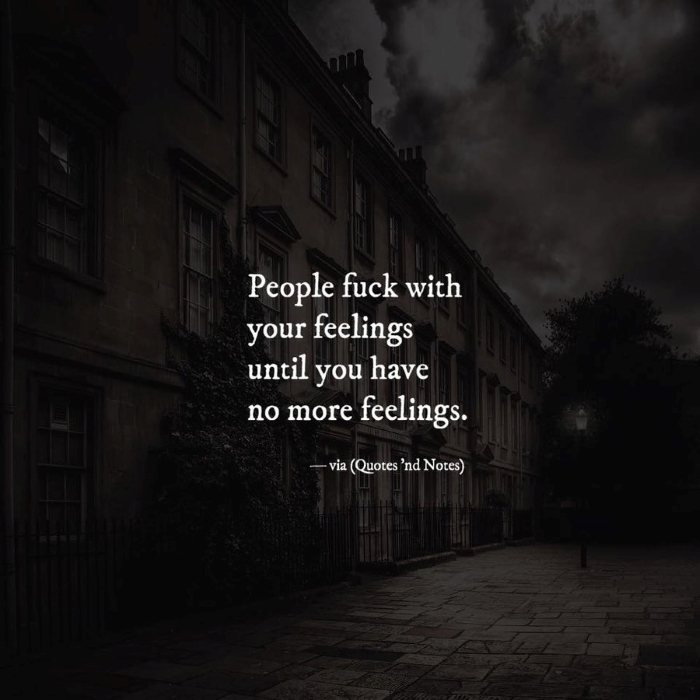 People fuck with
your feelings
until you have
no more feelings.
— via (Quotes 'nd Notes)